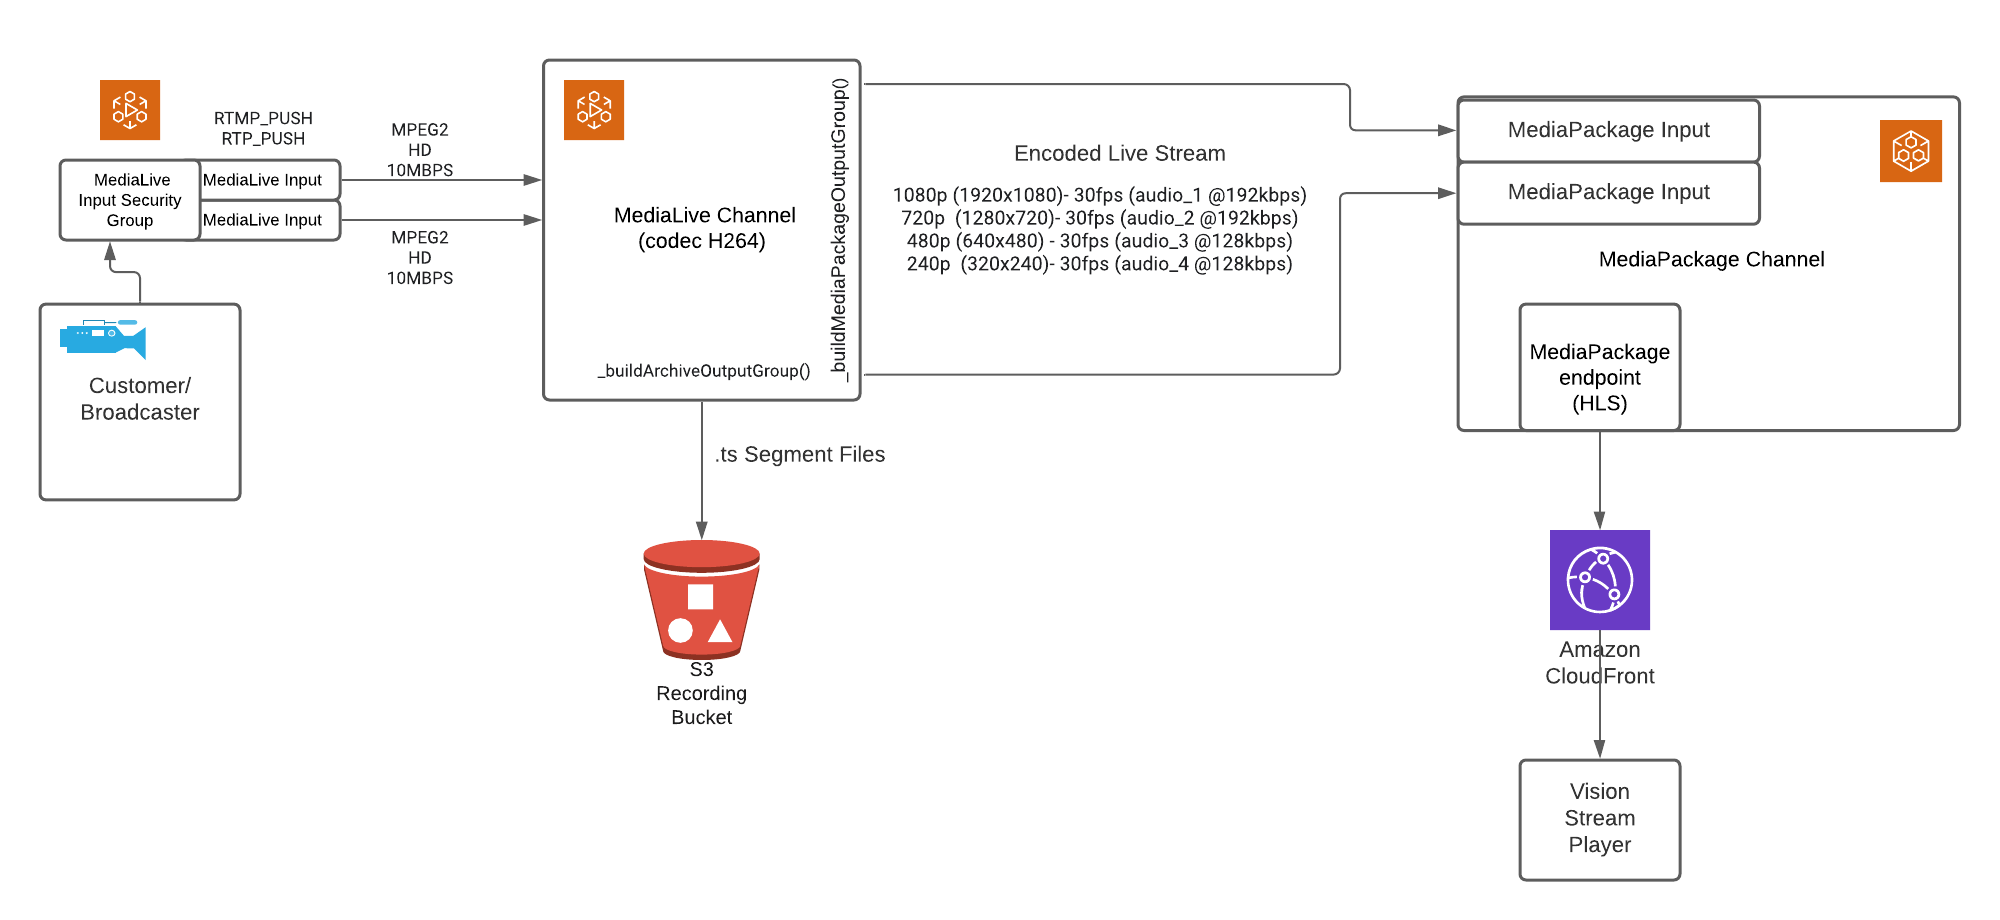 RTMP_PUSH
RTP_PUSH
MediaLive
Input Security
Group
MediaLive Input
MediaLive Input
MPEG2
HD
10MBPS
MPEG2
HD
10MBPS
Customer/
Broadcaster
MediaLive Channel
(codec H264)
_buildArchiveOutputGroup()
_buildMediaPackageOutputGroup()
.ts Segment Files
S3
Recording
Bucket
Encoded Live Stream
1080p (1920x1080)- 30fps (audio_1 @192kbps)
720p  (1280x720)- 30fps (audio_2 @192kbps)
480p (640x480) - 30fps (audio_3 @128kbps)
240p  (320x240)- 30fps (audio_4 @128kbps)
MediaPackage Input
MediaPackage Input
MediaPackage Channel
MediaPackage
endpoint
(HLS)
Amazon
CloudFront
Vision
Stream
Player